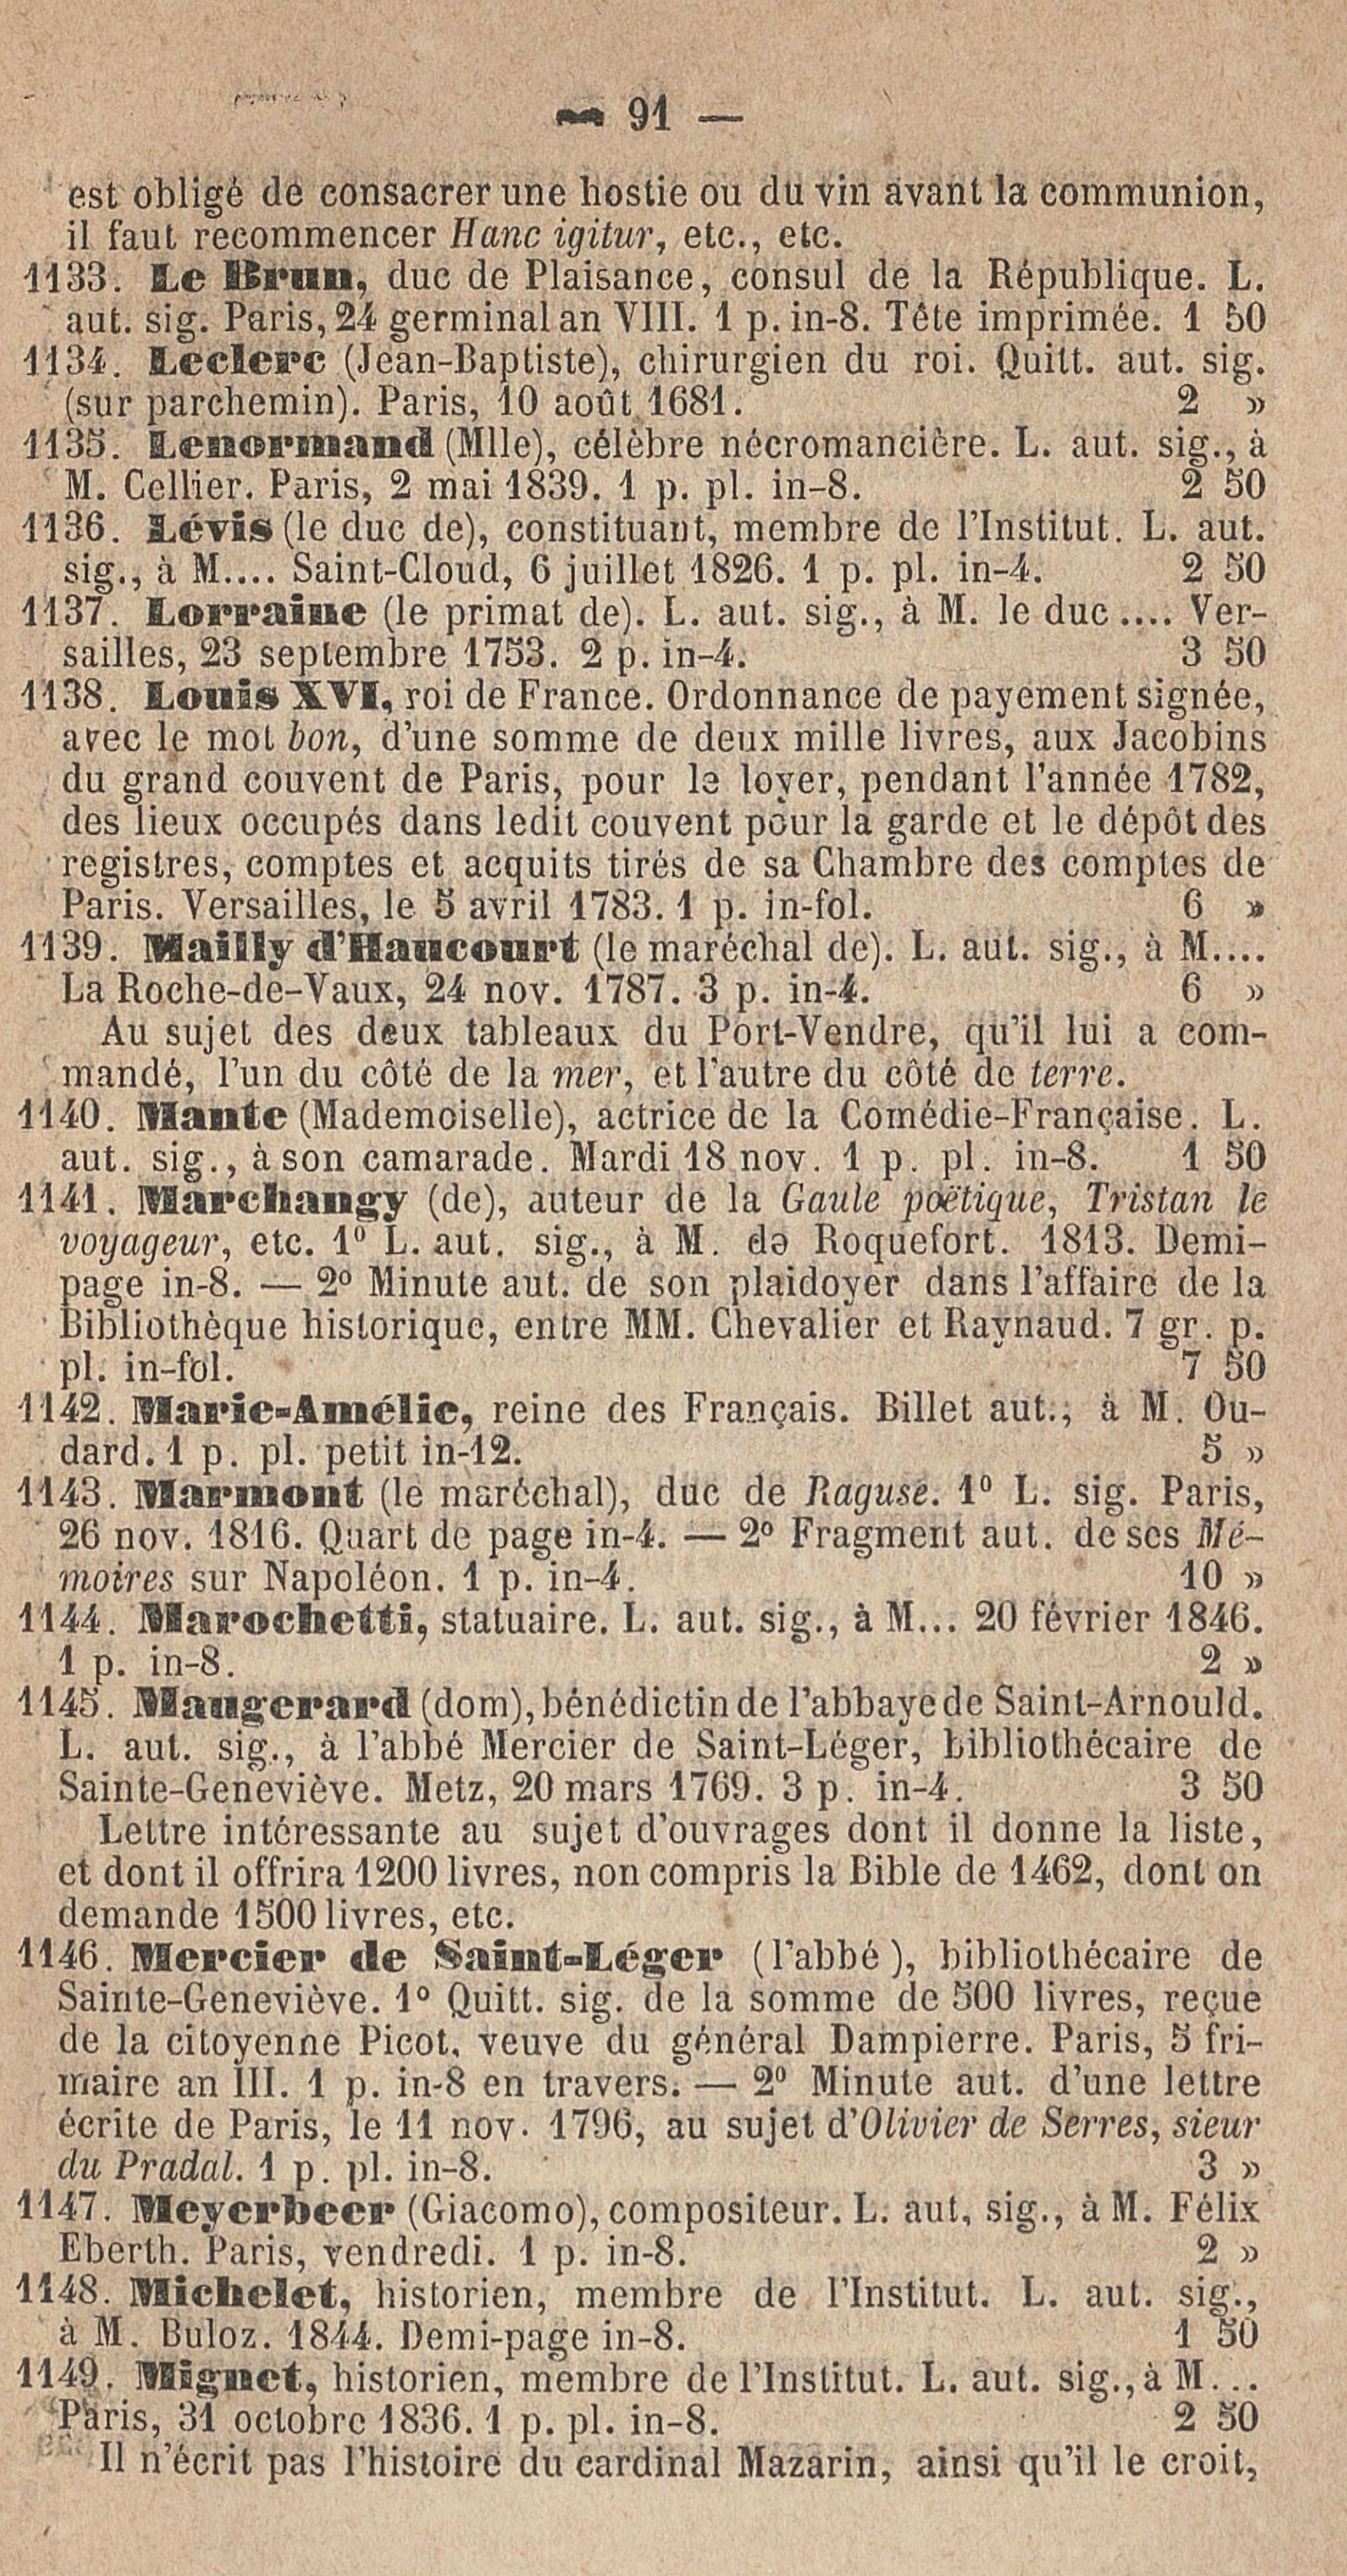 — 91 —
est obligé de consacrer une hostie ou du vin avant la communion,
il faut recommencer Hanc igitur, etc., etc.
1133. Le Brun, duc de Plaisance, consul de la République. L.
aut. sig. Paris, 24 germinal an VIII. 1 p. in-8. Tête imprimée. 1 50
1134. Leclerc (Jean-Baptiste), chirurgien du roi. Quitt. aut. sig.
(sur parchemin). Paris, 10 août 1681. 2 »
1135. Lenormand (Mlle), célèbre nécromancière. L. aut. sig., à
M. Cellier. Paris, 2 mai 1839. 1 p. pl. in-8. 2 50
1136. Lévis (le duc de), constituant, membre de l'Institut. L. aut.
sig., à M.... Saint-Cloud, 6 juillet 1826. 1 p. pl. in-4. 2 50
1137. Lorraine (le primat de). L. aut. sig., à M. le duc .... Ver-
sailles, 23 septembre 1753. 2 p. in-4. 3 50
1138. Louis XVI, roi de France. Ordonnance de payement signée,
avec le mot bon, d'une somme de deux mille livres, aux Jacobins
du grand couvent de Paris, pour le loyer, pendant l'année 1782,
des lieux occupés dans ledit couvent pour la garde et le dépôt des
registres, comptes et acquits tirés de sa Chambre des comptes de
Paris. Versailles, le 5 avril 1783. 1 p. in-fol. 6 »
1139. Mailly d'Haucourt (le maréchal de). L. aut. sig., à M....
La Roche-de-Vaux, 24 nov. 1787. 3 p. in-4. 6 »
Au sujet des deux tableaux du Port-Vendre, qu'il lui a com-
mandé, l'un du côté de la mer, et l'autre du côté de terre.
1140. Mante (Mademoiselle), actrice de la Comédie-Française. L.
aut. sig., à son camarade. Mardi 18 nov. 1 p. pl. in-8. 1 50
1141. Marchangy (de), auteur de la Gaule poëtique, Tristan le
voyageur, etc. 1º L. aut. sig., à M. de Roquefort. 1813. Demi-
page in-8. — 2º Minute aut. de son plaidoyer dans l'affaire de la
Bibliothèque historique, entre MM. Chevalier et Raynaud. 7 gr. p.
pl. in-fol. 7 50
1142. Marie-Amélie, reine des Français. Billet aut., à M. Ou-
dard. 1 p. pl. petit in-12. 5 »
1143. Marmont (le maréchal), duc de Raguse. 1º L. sig. Paris,
26 nov. 1816. Quart de page in-4. — 2º Fragment aut. de ses Mé-
moires sur Napoléon. 1 p. in-4. 10 »
1144. Marochetti, statuaire. L. aut. sig., à M... 20 février 1846.
1 p. in-8. 2 »
1145. Maugerard (dom), bénédictin de l'abbaye de Saint-Arnould.
L. aut. sig., à l'abbé Mercier de Saint-Léger, bibliothécaire de
Sainte-Geneviève. Metz, 20 mars 1769. 3 p. in-4. 3 50
Lettre intéressante au sujet d'ouvrages dont il donne la liste,
et dont il offrira 1200 livres, non compris la Bible de 1462, dont on
demande 1500 livres, etc.
1146. Mercier de Saint-Léger (l'abbé), bibliothécaire de
Sainte-Geneviève. 1º Quitt. sig. de la somme de 500 livres, reçue
de la citoyenne Picot, veuve du général Dampierre. Paris, 5 fri-
maire an III. 1 p. in-8 en travers. — 2º Minute aut. d'une lettre
écrite de Paris, le 11 nov. 1796, au sujet d'Olivier de Serres, sieur
du Pradal. 1 p. pl. in-8. 3 »
1147. Meyerbeer (Giacomo), compositeur. L. aut, sig., à M. Félix
Eberth. Paris, vendredi. 1 p. in-8. 2 »
1148. Michelet, historien, membre de l'Institut. L. aut. sig.,
à M. Buloz. 1844. Demi-page in-8. 1 50
1149. Mignet, historien, membre de l'Institut. L. aut. sig., à M...
Paris, 31 octobre 1836. 1 p. pl. in-8. 2 50
Il n'écrit pas l'histoire du cardinal Mazarin, ainsi qu'il le croit,